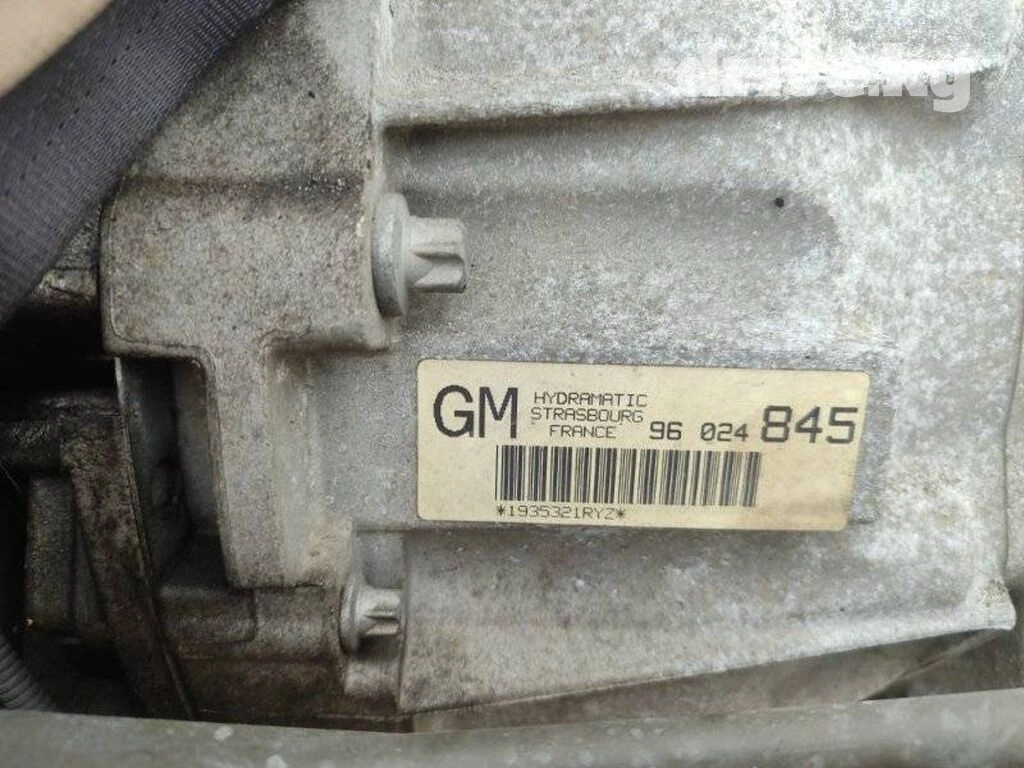 GM HYDRAMATIC
STRASBOURG
"FRANCE" 96 024 845
*1935321RYZ*